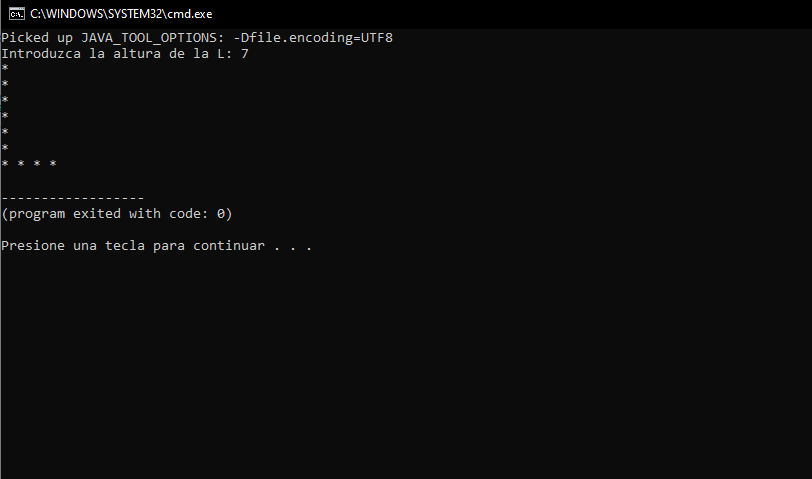 C:\WINDOWS\SYSTEM32\cmd.exe
Picked up JAVA_TOOL_OPTIONS: -Dfile.encoding=UTF8
Introduzca la altura de la L: 7
*
*
*
*
*
*
* * * *
------------------
(program exited with code: 0)
Presione una tecla para continuar . . .